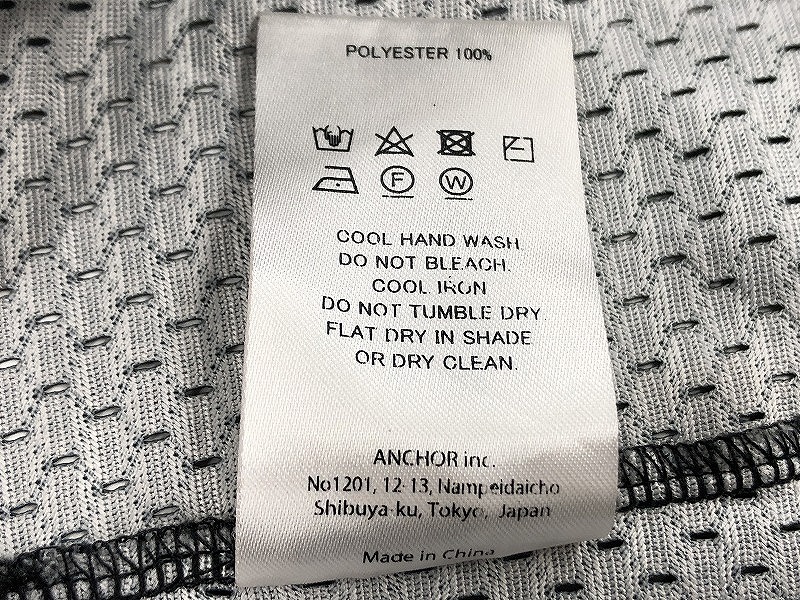 POLYESTER 100%
F W
COOL HAND WASH
DO NOT BLEACH.
COOL IRON
DO NOT TUMBLE DRY
FLAT DRY IN SHADE
OR DRY CLEAN.
ANCHOR inc.
No1201, 12-13, Nampeidaicho
Shibuya-ku, Tokyo, Japan
Made in China